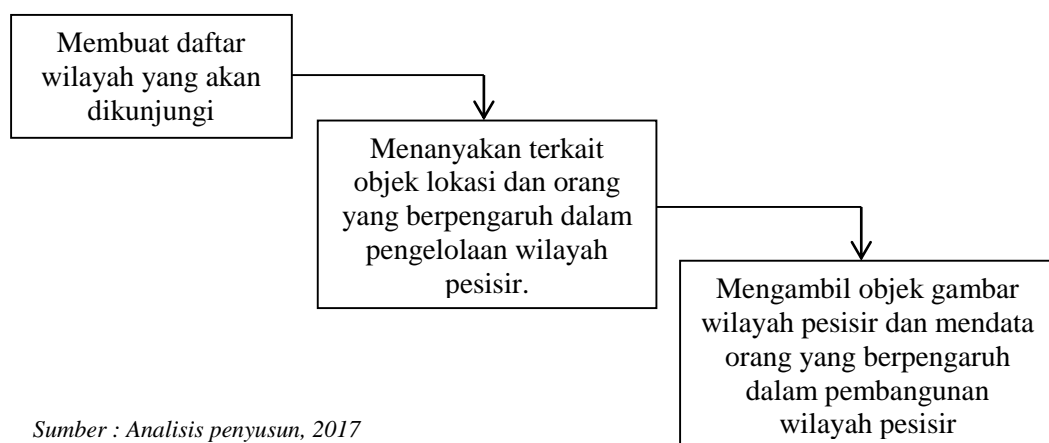 Membuat daftar
wilayah yang akan
dikunjungi
Menanyakan terkait
objek lokasi dan orang
yang berpengaruh dalam
pengelolaan wilayah
pesisir.
Mengambil objek gambar
wilayah pesisir dan mendata
orang yang berpengaruh
dalam pembangunan
wilayah pesisir
Sumber : Analisis penyusun, 2017